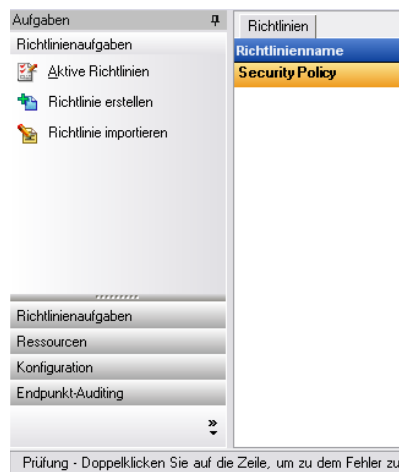 Aufgaben
Richtlinienaufgaben
Aktive Richtlinien
Richtlinie erstellen
Richtlinie importieren
Richtlinienaufgaben
Ressourcen
Konfiguration
Endpunkt-Auditing
Richtlinien
Richtlinienname
Security Policy
Prüfung - Doppelklicken Sie auf die Zeile, um zu dem Fehler zu